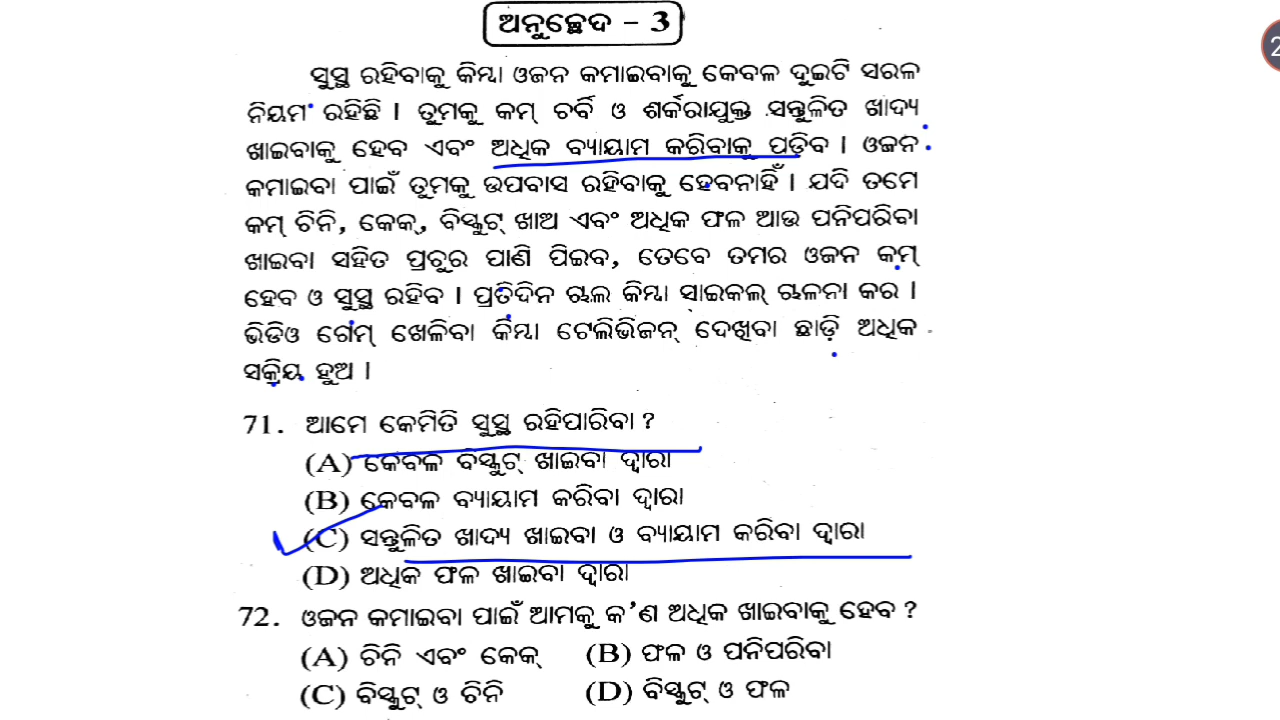 ଅନୁଚ୍ଛେଦ – 3
ସୁସ୍ଥ ରହିବାକୁ କିମ୍ବା ଓଜନ କମାଇବାକୁ କେବଳ ଦୁଇଟି ସରଳ
ନିୟମ ରହିଛି । ତୁମକୁ କମ୍ ଚର୍ବି ଓ ଶର୍କରାଯୁକ୍ତ ସନ୍ତୁଳିତ ଖାଦ୍ୟ
ଖାଇବାକୁ ହେବ ଏବଂ ଅଧିକ ବ୍ୟାୟାମ କରିବାକୁ ପଡ଼ିବ । ଓଜନ
କମାଇବା ପାଇଁ ତୁମକୁ ଉପବାସ ରହିବାକୁ ହେବନାହିଁ । ଯଦି ତମେ
କମ୍ ଚିନି, କେକ୍, ବିସ୍କୁଟ୍ ଖାଅ ଏବଂ ଅଧିକ ଫଳ ଆଉ ପନିପରିବା
ଖାଇବା ସହିତ ପ୍ରଚୁର ପାଣି ପିଇବ, ତେବେ ତମର ଓଜନ କମ୍
ହେବ ଓ ସୁସ୍ଥ ରହିବ । ପ୍ରତିଦିନ ଚାଲ କିମ୍ବା ସାଇକଲ୍ ଚାଳନା କର ।
ଭିଡିଓ ଗେମ୍ ଖେଳିବା କିମ୍ବା ଟେଲିଭିଜନ୍ ଦେଖିବା ଛାଡ଼ି ଅଧିକ
ସକ୍ରିୟ ହୁଅ ।
71. ଆମେ କେମିତି ସୁସ୍ଥ ରହିପାରିବା ?
(A) କେବଳ ବିସ୍କୁଟ୍ ଖାଇବା ଦ୍ୱାରା
(B) କେବଳ ବ୍ୟାୟାମ କରିବା ଦ୍ୱାରା
(C) ସନ୍ତୁଳିତ ଖାଦ୍ୟ ଖାଇବା ଓ ବ୍ୟାୟାମ କରିବା ଦ୍ୱାରା
(D) ଅଧିକ ଫଳ ଖାଇବା ଦ୍ୱାରା
72. ଓଜନ କମାଇବା ପାଇଁ ଆମକୁ କ'ଣ ଅଧିକ ଖାଇବାକୁ ହେବ ?
(A) ଚିନି ଏବଂ କେକ୍ (B) ଫଳ ଓ ପନିପରିବା
(C) ବିସ୍କୁଟ୍ ଓ ଚିନି (D) ବିସ୍କୁଟ୍ ଓ ଫଳ